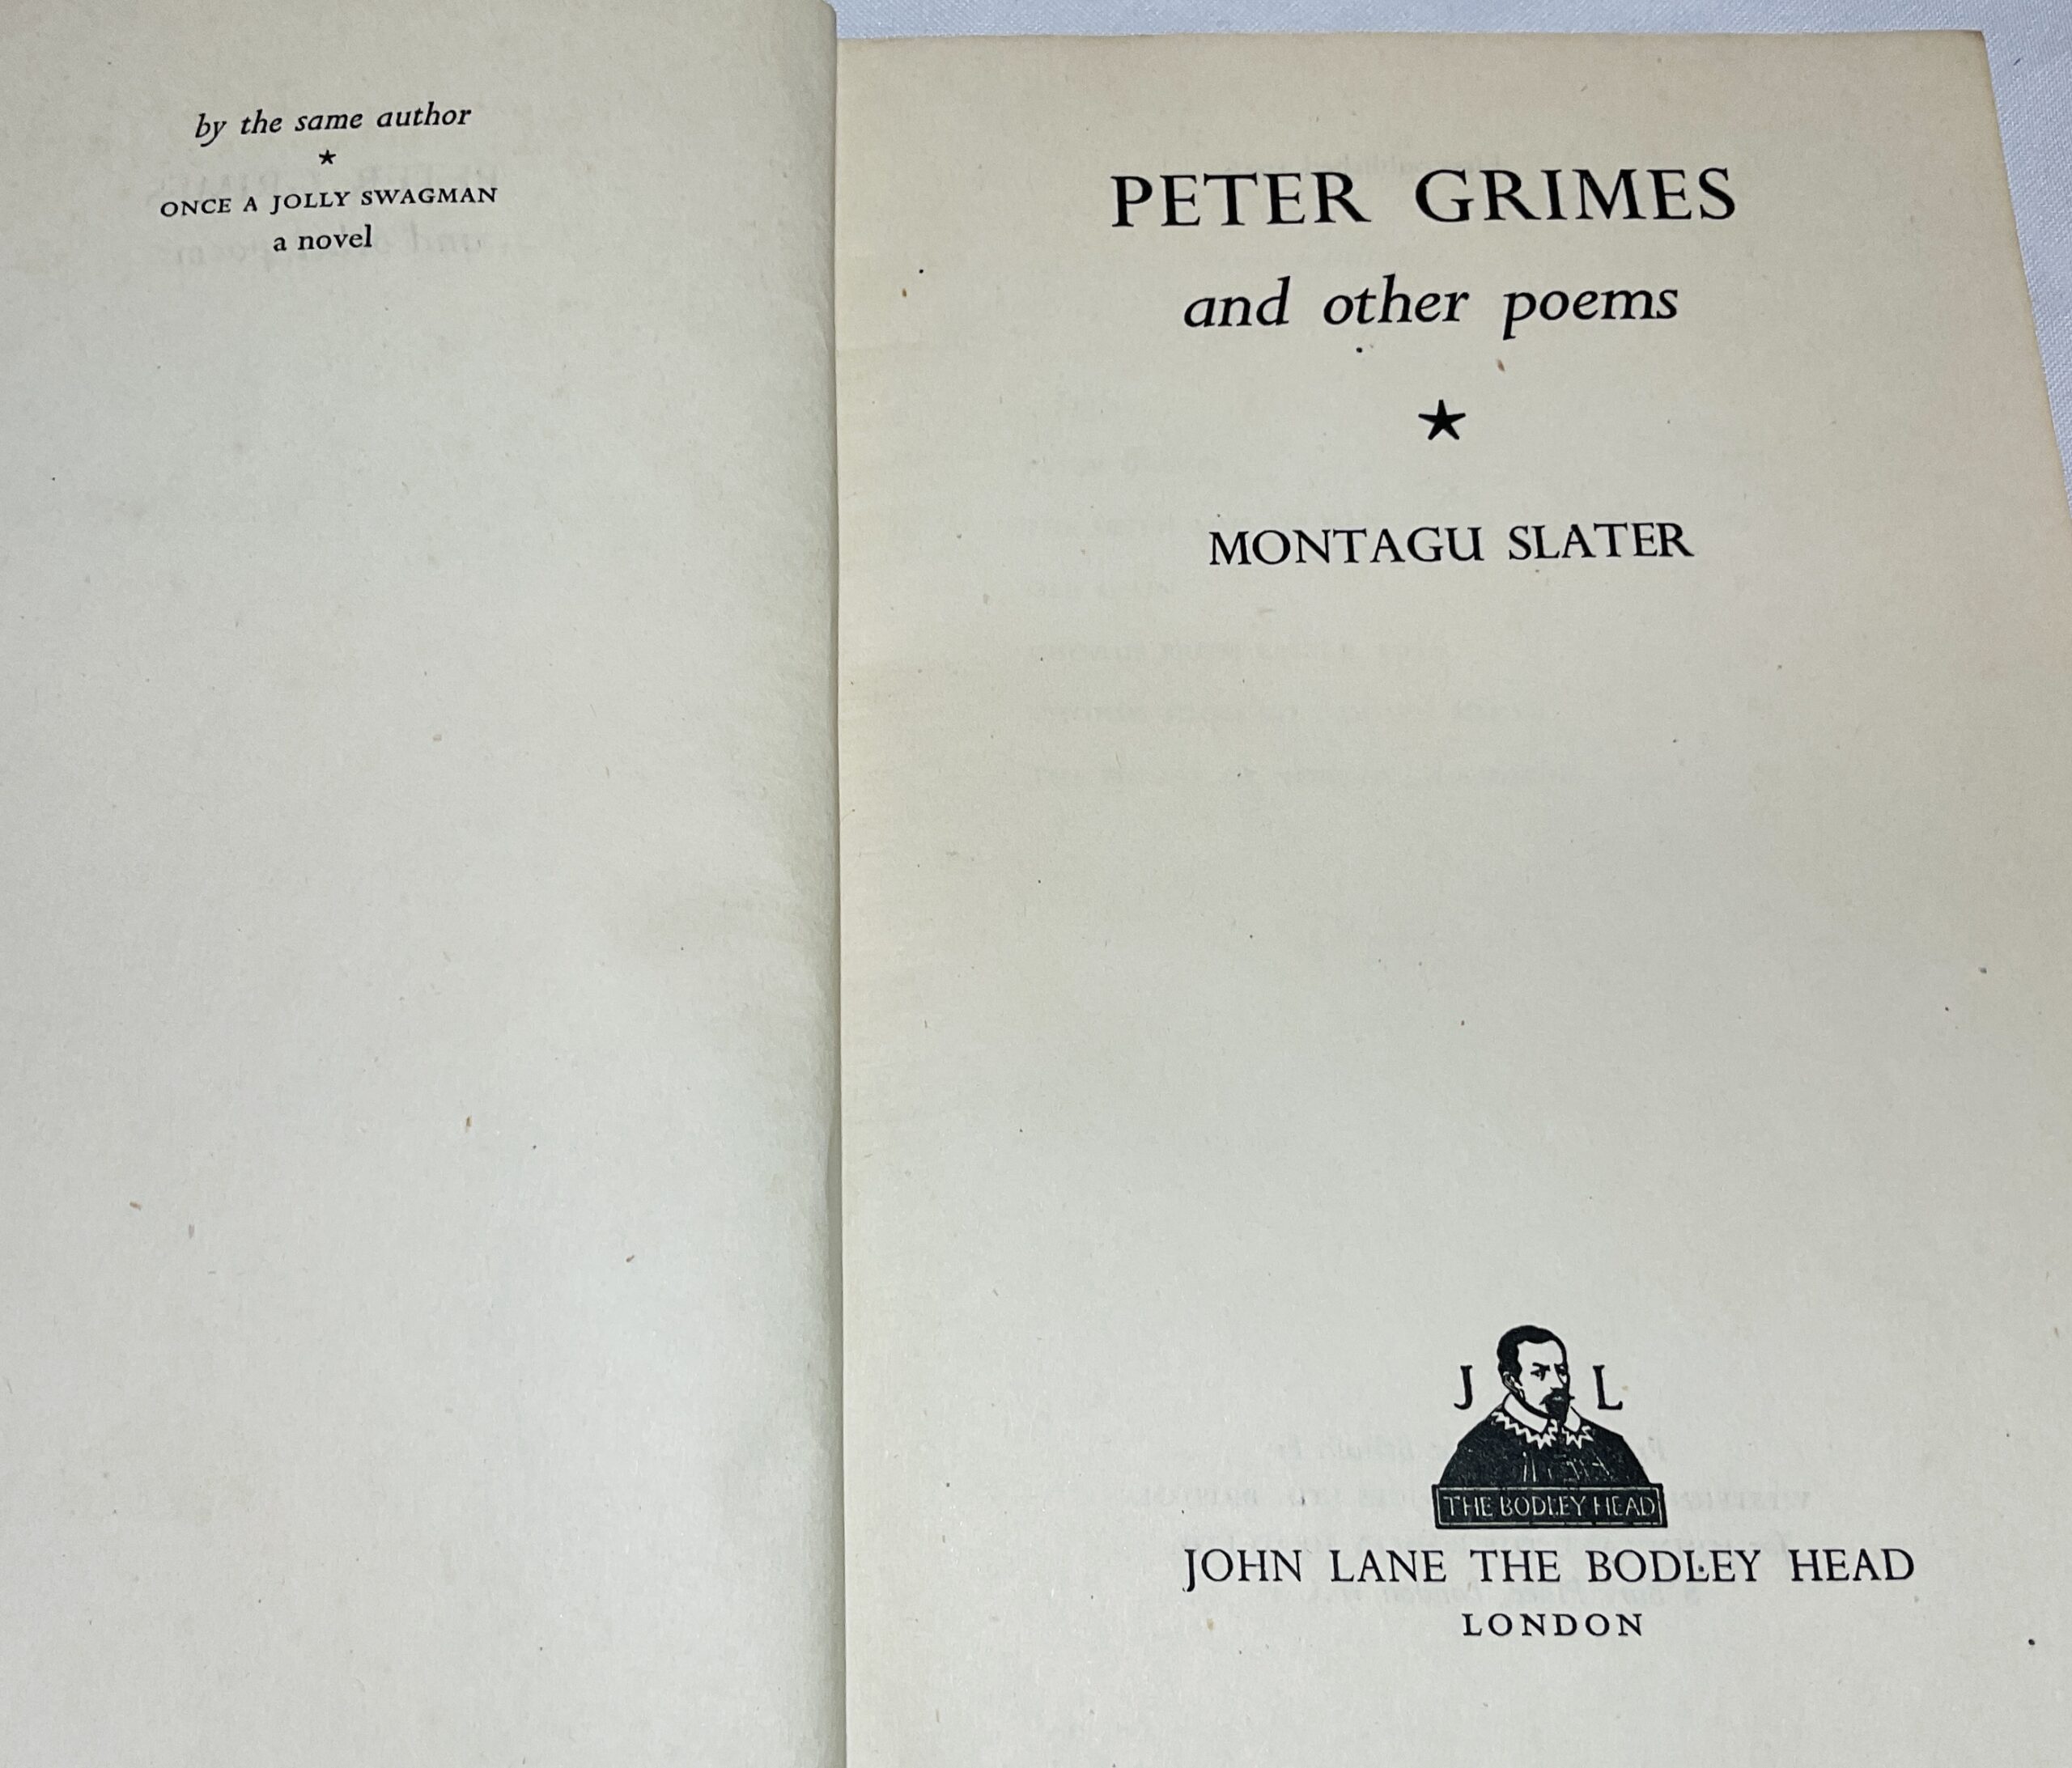 by the same author
★
ONCE A JOLLY SWAGMAN
a novel
PETER GRIMES
and other poems
★
MONTAGU SLATER
J L
THE BODLEY HEAD
JOHN LANE THE BODLEY HEAD
LONDON